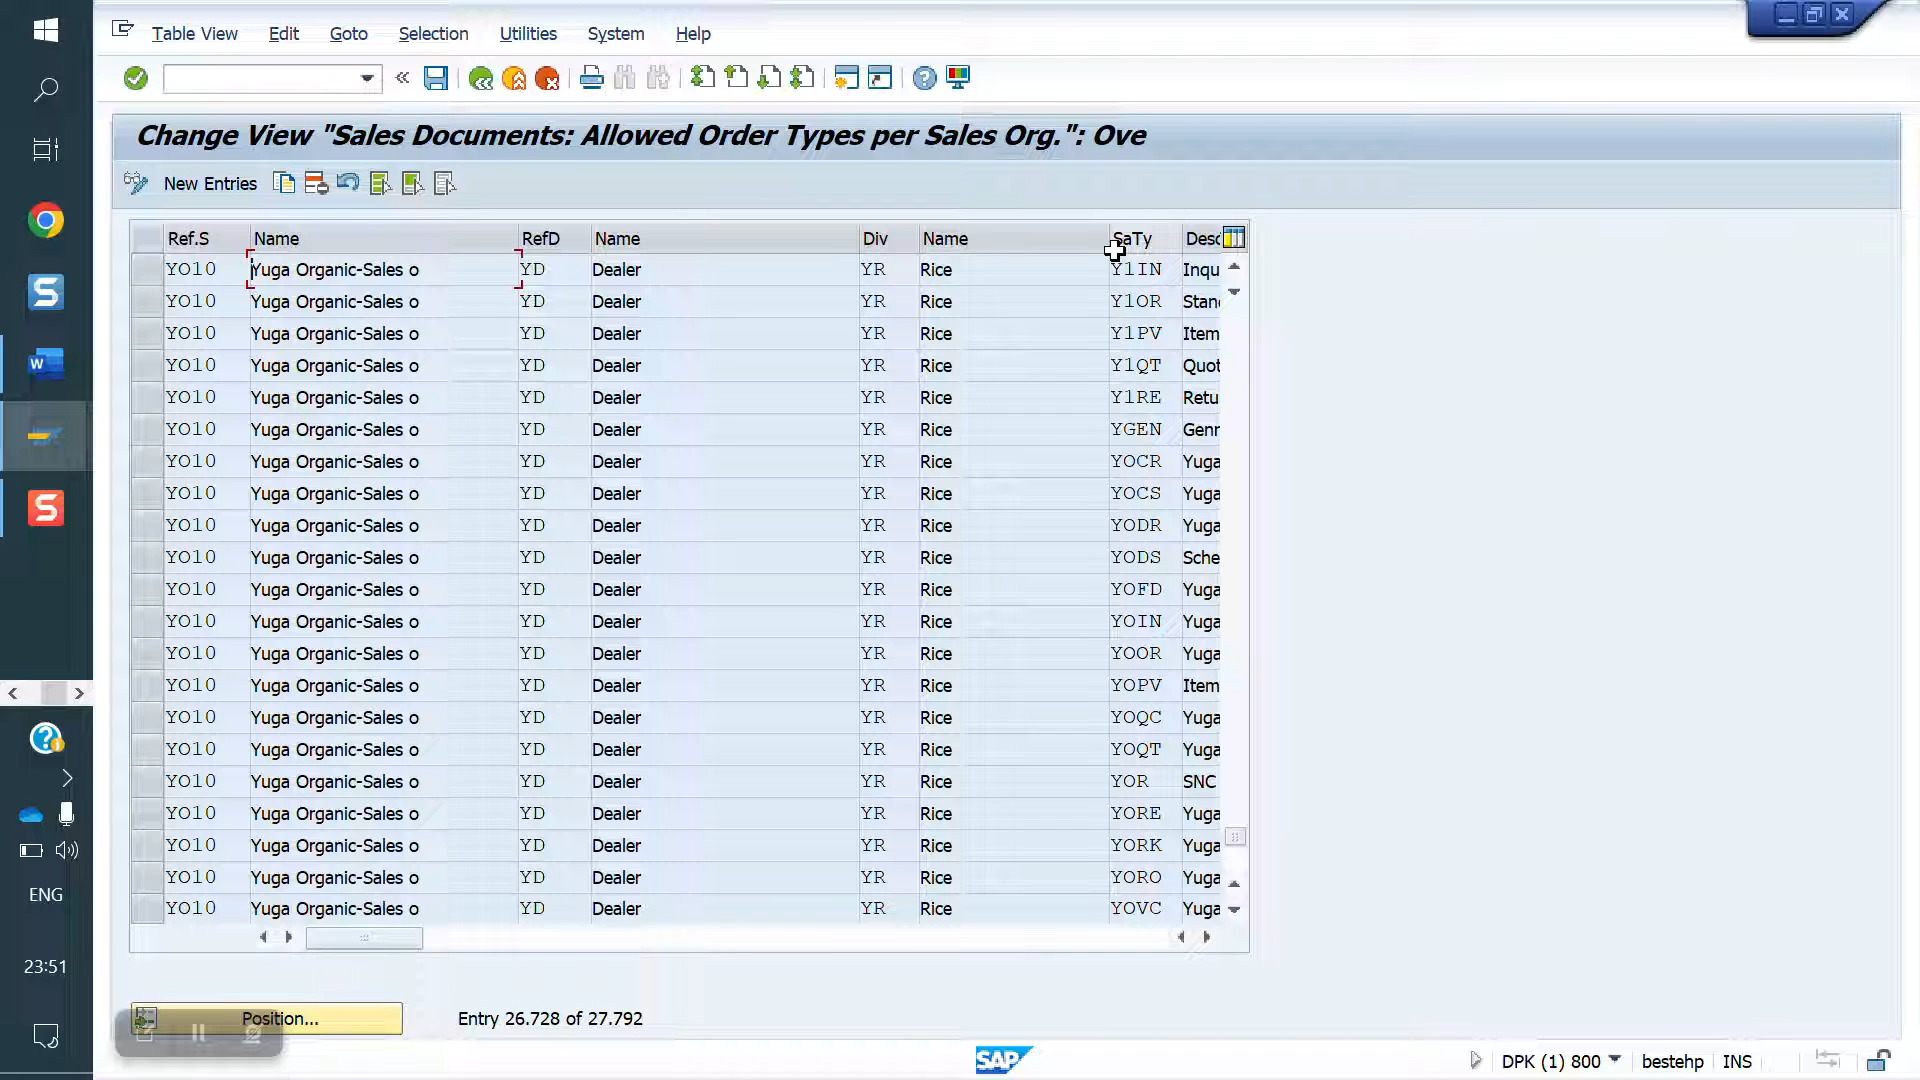 Table View Edit Goto Selection Utilities System Help
Change View "Sales Documents: Allowed Order Types per Sales Org.": Ove
New Entries
Ref.S Name RefD Name Div Name SaTy Desc
YO10 Yuga Organic-Sales o YD Dealer YR Rice Y1IN Inqu
YO10 Yuga Organic-Sales o YD Dealer YR Rice Y1OR Stand
YO10 Yuga Organic-Sales o YD Dealer YR Rice Y1PV Item
YO10 Yuga Organic-Sales o YD Dealer YR Rice Y1QT Quot
YO10 Yuga Organic-Sales o YD Dealer YR Rice Y1RE Retu
YO10 Yuga Organic-Sales o YD Dealer YR Rice YGEN Genr
YO10 Yuga Organic-Sales o YD Dealer YR Rice YOCR Yuga
YO10 Yuga Organic-Sales o YD Dealer YR Rice YOCS Yuga
YO10 Yuga Organic-Sales o YD Dealer YR Rice YODR Yuga
YO10 Yuga Organic-Sales o YD Dealer YR Rice YODS Sche
YO10 Yuga Organic-Sales o YD Dealer YR Rice YOFD Yuga
YO10 Yuga Organic-Sales o YD Dealer YR Rice YOIN Yuga
YO10 Yuga Organic-Sales o YD Dealer YR Rice YOOR Yuga
YO10 Yuga Organic-Sales o YD Dealer YR Rice YOPV Item
YO10 Yuga Organic-Sales o YD Dealer YR Rice YOQC Yuga
YO10 Yuga Organic-Sales o YD Dealer YR Rice YOQT Yuga
YO10 Yuga Organic-Sales o YD Dealer YR Rice YOR SNC
YO10 Yuga Organic-Sales o YD Dealer YR Rice YORE Yuga
YO10 Yuga Organic-Sales o YD Dealer YR Rice YORK Yuga
YO10 Yuga Organic-Sales o YD Dealer YR Rice YORO Yuga
YO10 Yuga Organic-Sales o YD Dealer YR Rice YOVC Yuga
Position... Entry 26.728 of 27.792
SAP DPK (1) 800 bestehp INS
ENG
23:51